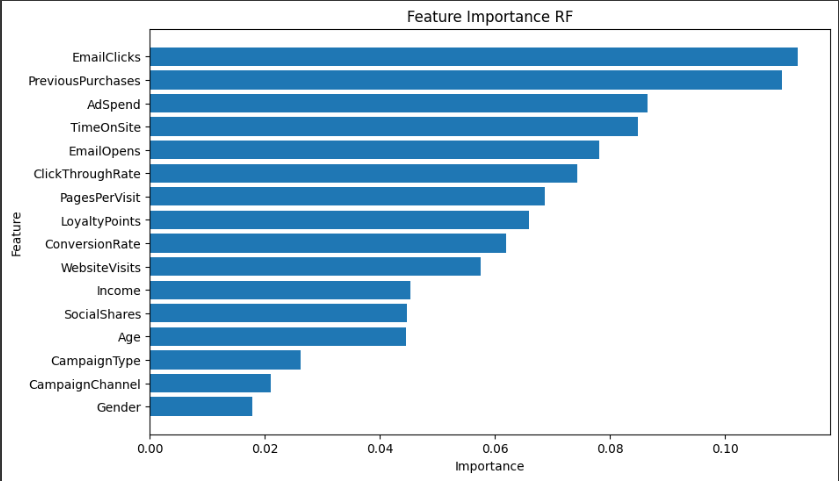 Feature Importance RF
EmailClicks
PreviousPurchases
AdSpend
TimeOnSite
EmailOpens
ClickThroughRate
PagesPerVisit
LoyaltyPoints
ConversionRate
WebsiteVisits
Income
SocialShares
Age
CampaignType
CampaignChannel
Gender
Feature
0.00 0.02 0.04 0.06 0.08 0.10
Importance